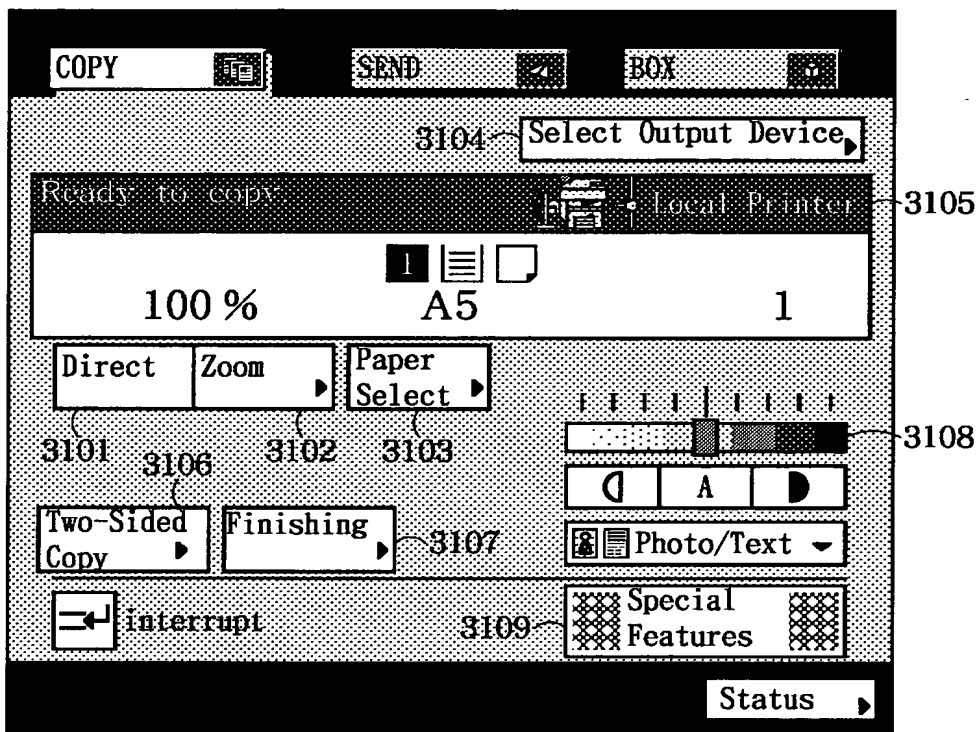 COPY SEND BOX
3104 Select Output Device
Ready to copy. Local Printer 3105
1
100 % A5 1
Direct Zoom Paper Select
3101 3102 3103
3108
A
3106
Two-Sided Copy Finishing 3107
Photo/Text
interrupt
3109 Special Features
Status